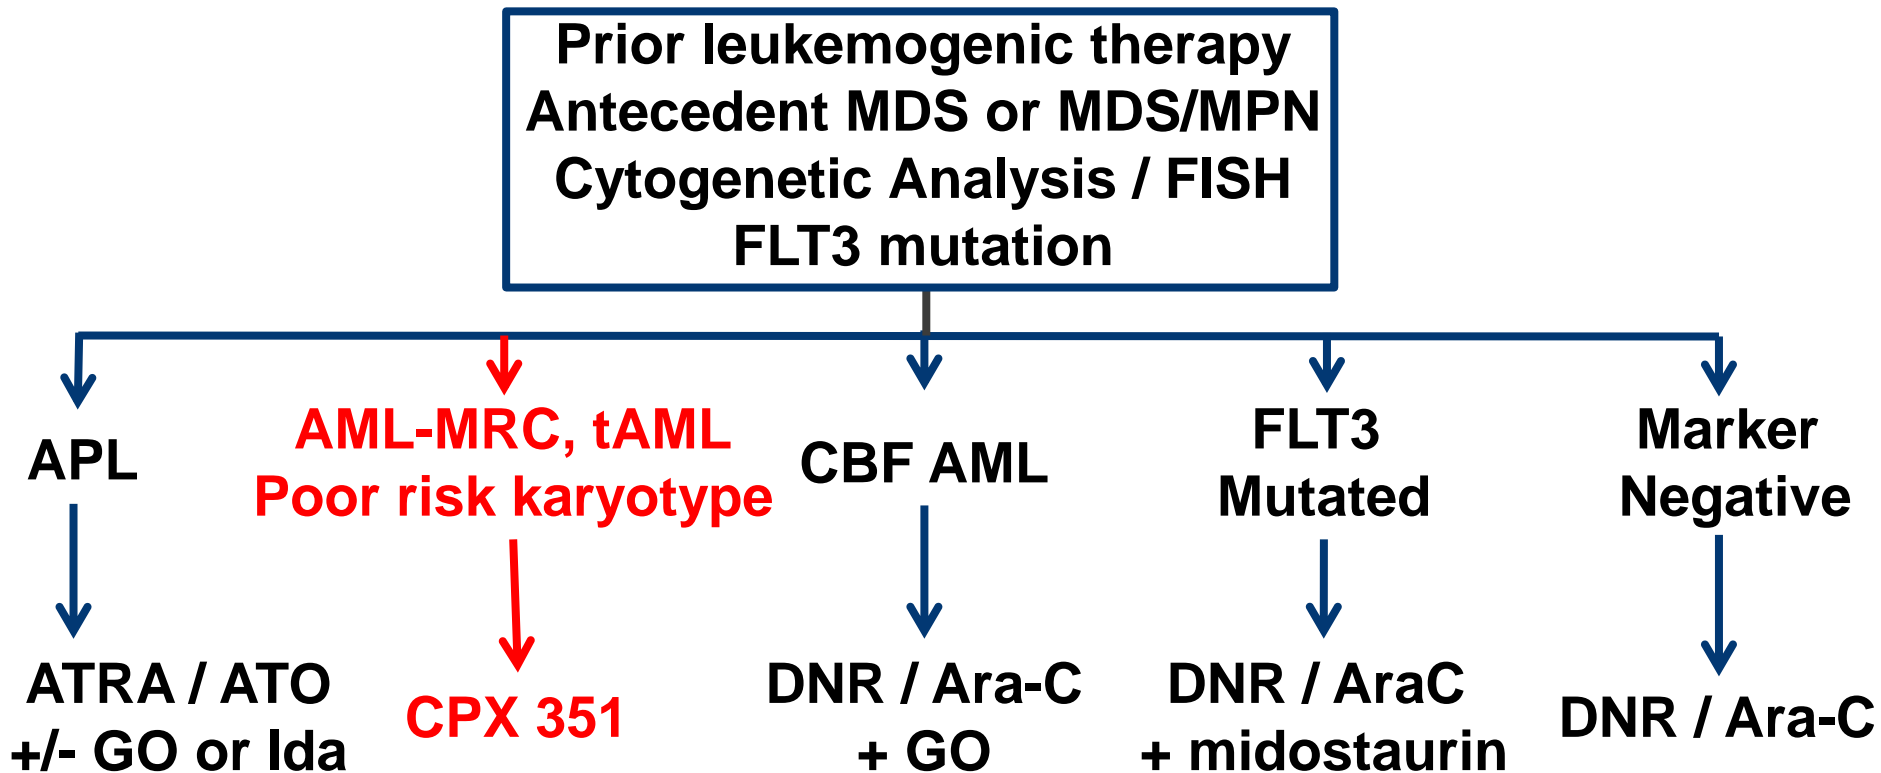 Prior leukemogenic therapy
Antecedent MDS or MDS/MPN
Cytogenetic Analysis / FISH
FLT3 mutation
APL
AML-MRC, tAML
Poor risk karyotype
CBF AML
FLT3
Mutated
Marker
Negative
ATRA / ATO
+/- GO or Ida
CPX 351
DNR / Ara-C
+ GO
DNR / AraC
+ midostaurin
DNR / Ara-C